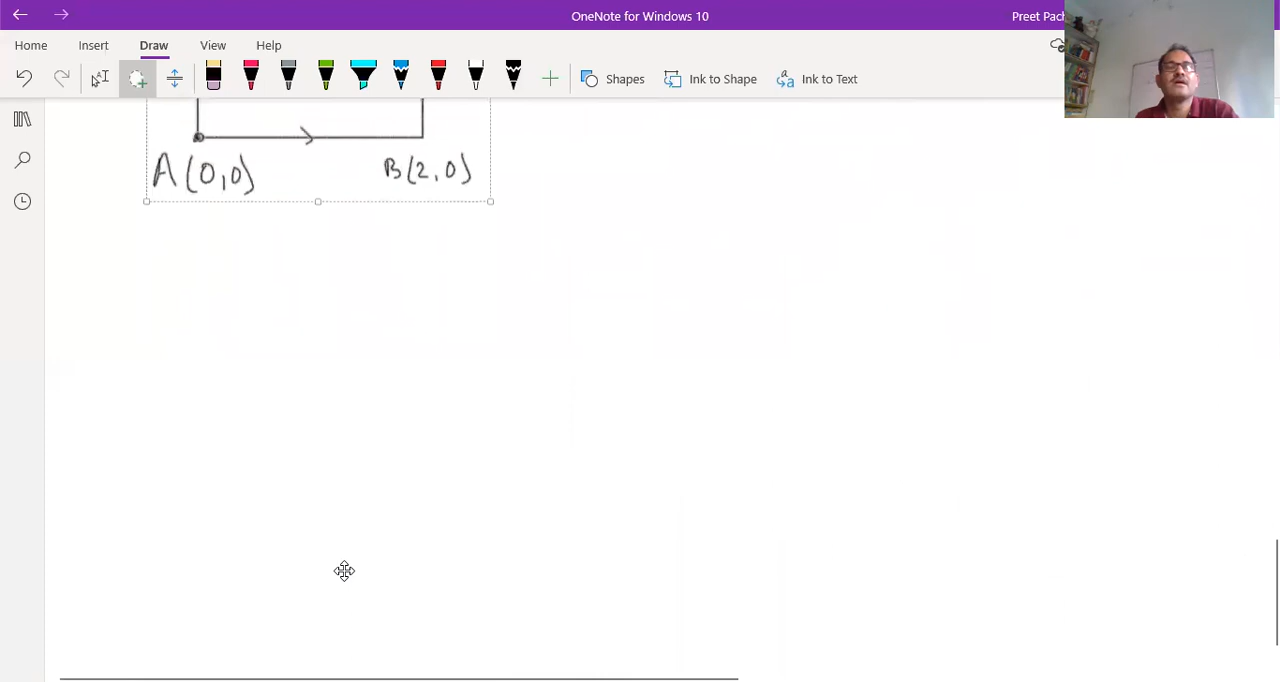 OneNote for Windows 10
Preet Pach
Home Insert Draw View Help
Shapes Ink to Shape Ink to Text
A(0,0) B(2,0)